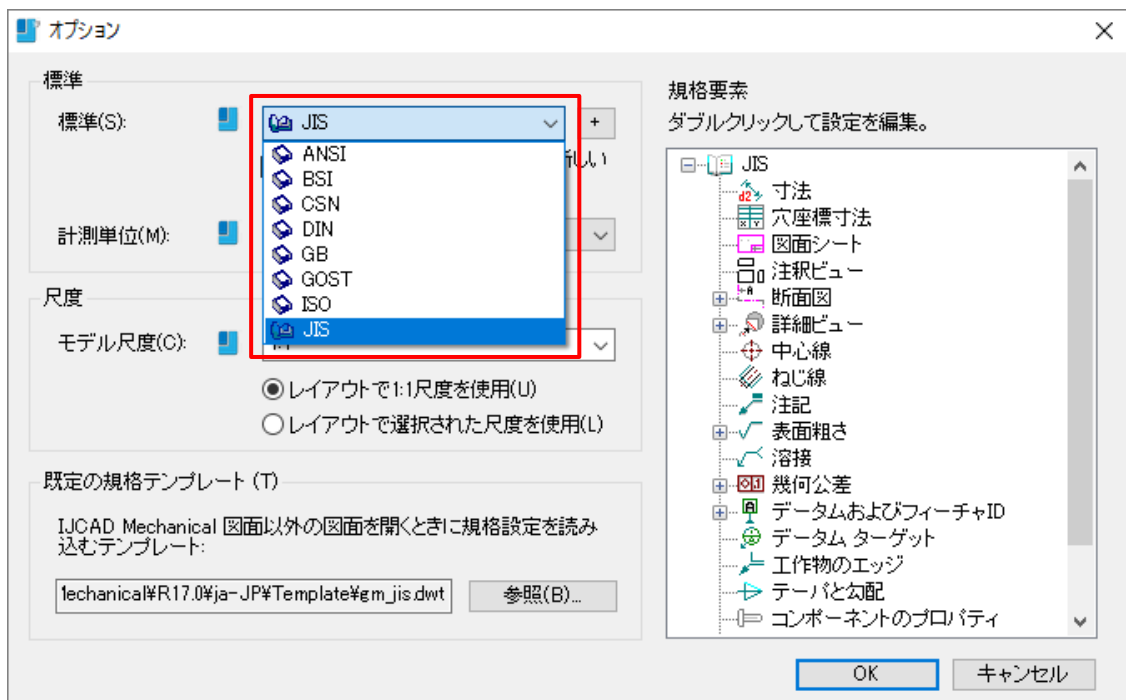 オプション
標準
標準(S):
JIS
+
ANSI
BSI
CSN
DIN
GB
GOST
ISO
JIS
しい
計測単位(M):
尺度
モデル尺度(C):
レイアウトで1:1尺度を使用(U)
レイアウトで選択された尺度を使用(L)
既定の規格テンプレート (T)
IJCAD Mechanical 図面以外の図面を開くときに規格設定を読み
込むテンプレート:
echanical¥R17.0¥ja-JP¥Template¥gm_jis.dwt
参照(B)...
規格要素
ダブルクリックして設定を編集。
JIS
寸法
穴座標寸法
図面シート
注釈ビュー
断面図
詳細ビュー
中心線
ねじ線
注記
表面粗さ
溶接
幾何公差
データムおよびフィーチャID
データム ターゲット
工作物のエッジ
テーパと勾配
コンポーネントのプロパティ
OK
キャンセル